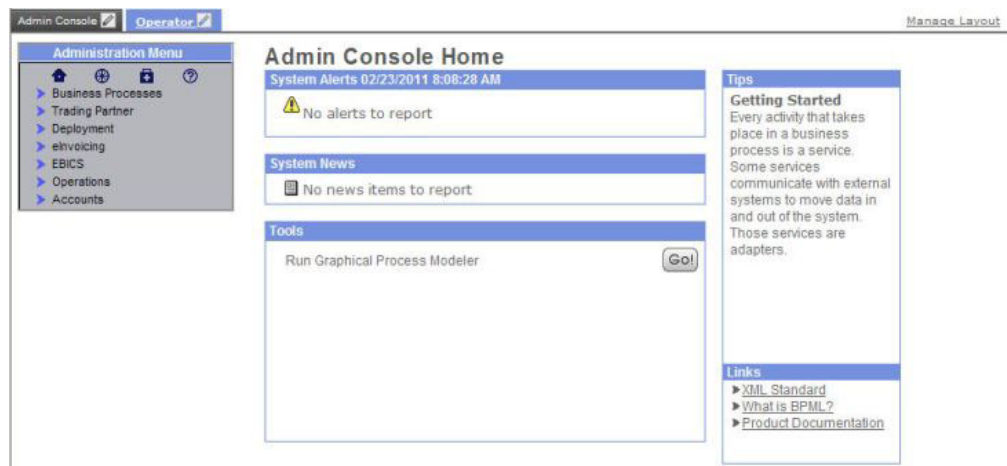 Admin Console
Operator
Manage Layout
Administration Menu
Business Processes
Trading Partner
Deployment
eInvoicing
EBICS
Operations
Accounts
Admin Console Home
System Alerts 02/23/2011 8:08:28 AM
No alerts to report
System News
No news items to report
Tools
Run Graphical Process Modeler
Go!
Tips
Getting Started
Every activity that takes
place in a business
process is a service.
Some services
communicate with external
systems to move data in
and out of the system.
Those services are
adapters.
Links
XML Standard
What is BPML?
Product Documentation